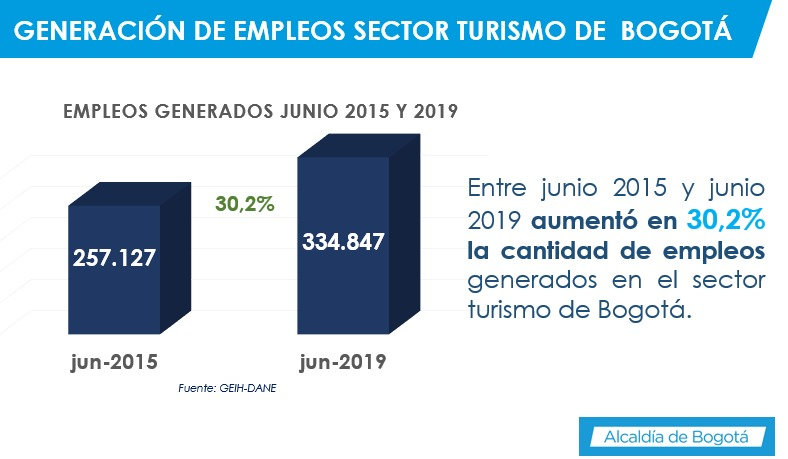 GENERACIÓN DE EMPLEOS SECTOR TURISMO DE BOGOTÁ
EMPLEOS GENERADOS JUNIO 2015 Y 2019
257.127
30,2%
334.847
jun-2015
jun-2019
Fuente: GEIH-DANE
Entre junio 2015 y junio
2019 aumentó en 30,2%
la cantidad de empleos
generados en el sector
turismo de Bogotá.
Alcaldía de Bogotá